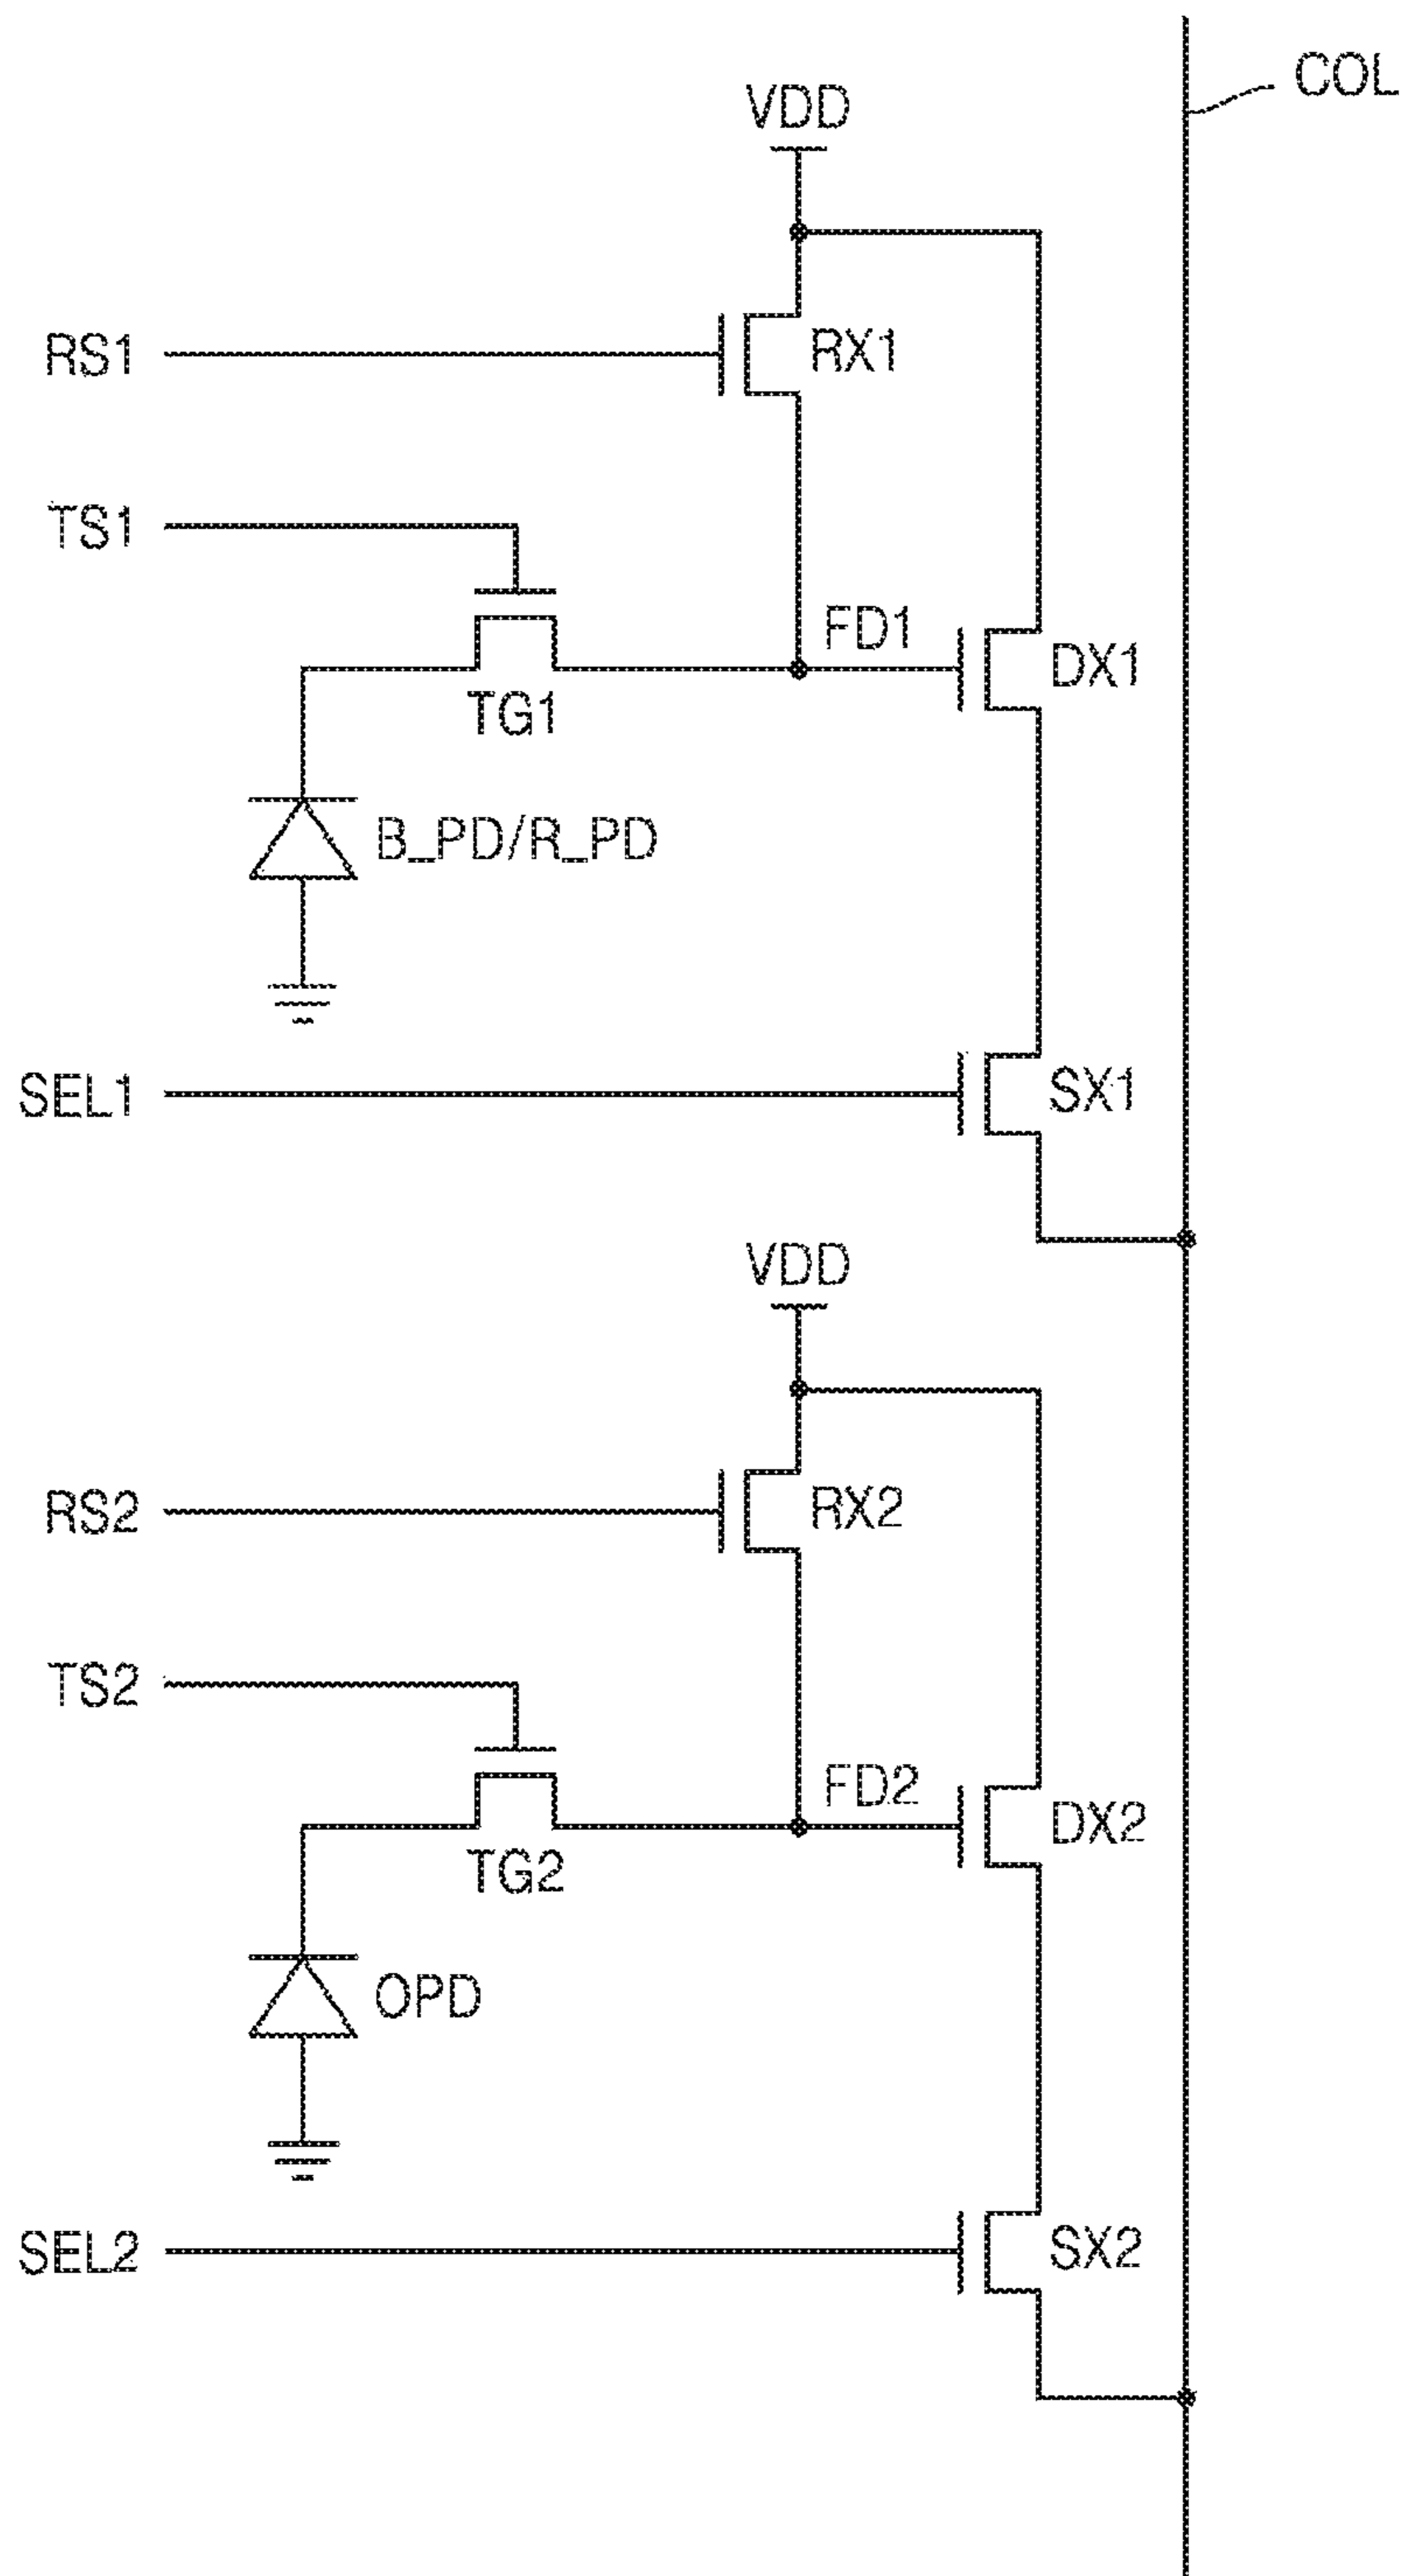 COL
VDD
RS1
RX1
TS1
FD1
DX1
TG1
B_PD/R_PD
SEL1
SX1
VDD
RS2
RX2
TS2
FD2
DX2
TG2
OPD
SEL2
SX2